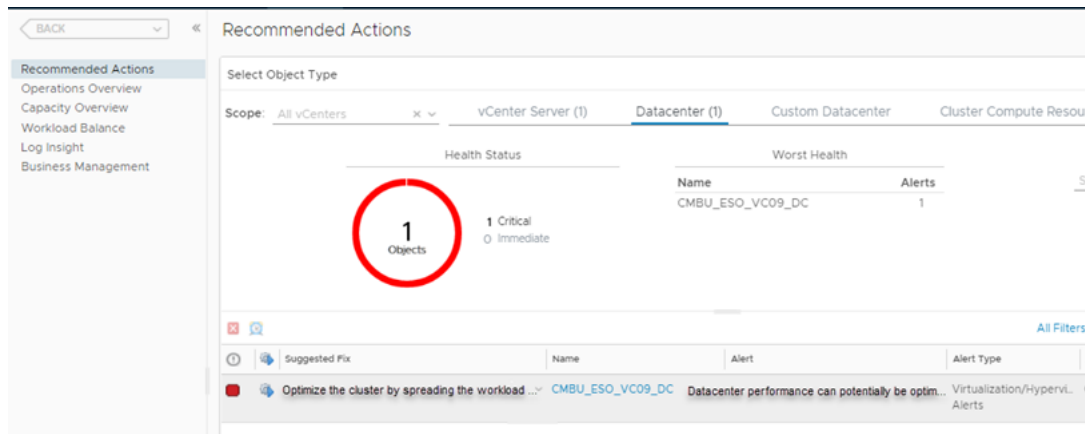 BACK
Recommended Actions
Recommended Actions
Operations Overview
Capacity Overview
Workload Balance
Log Insight
Business Management
Select Object Type
Scope: All vCenters vCenter Server (1) Datacenter (1) Custom Datacenter Cluster Compute Resou
Health Status Worst Health
Name Alerts
CMBU_ESO_VC09_DC 1
1
Objects
1 Critical
0 Immediate
S
All Filters
Suggested Fix Name Alert Alert Type
Optimize the cluster by spreading the workload ... CMBU_ESO_VC09_DC Datacenter performance can potentially be optim... Virtualization/Hypervi..
Alerts